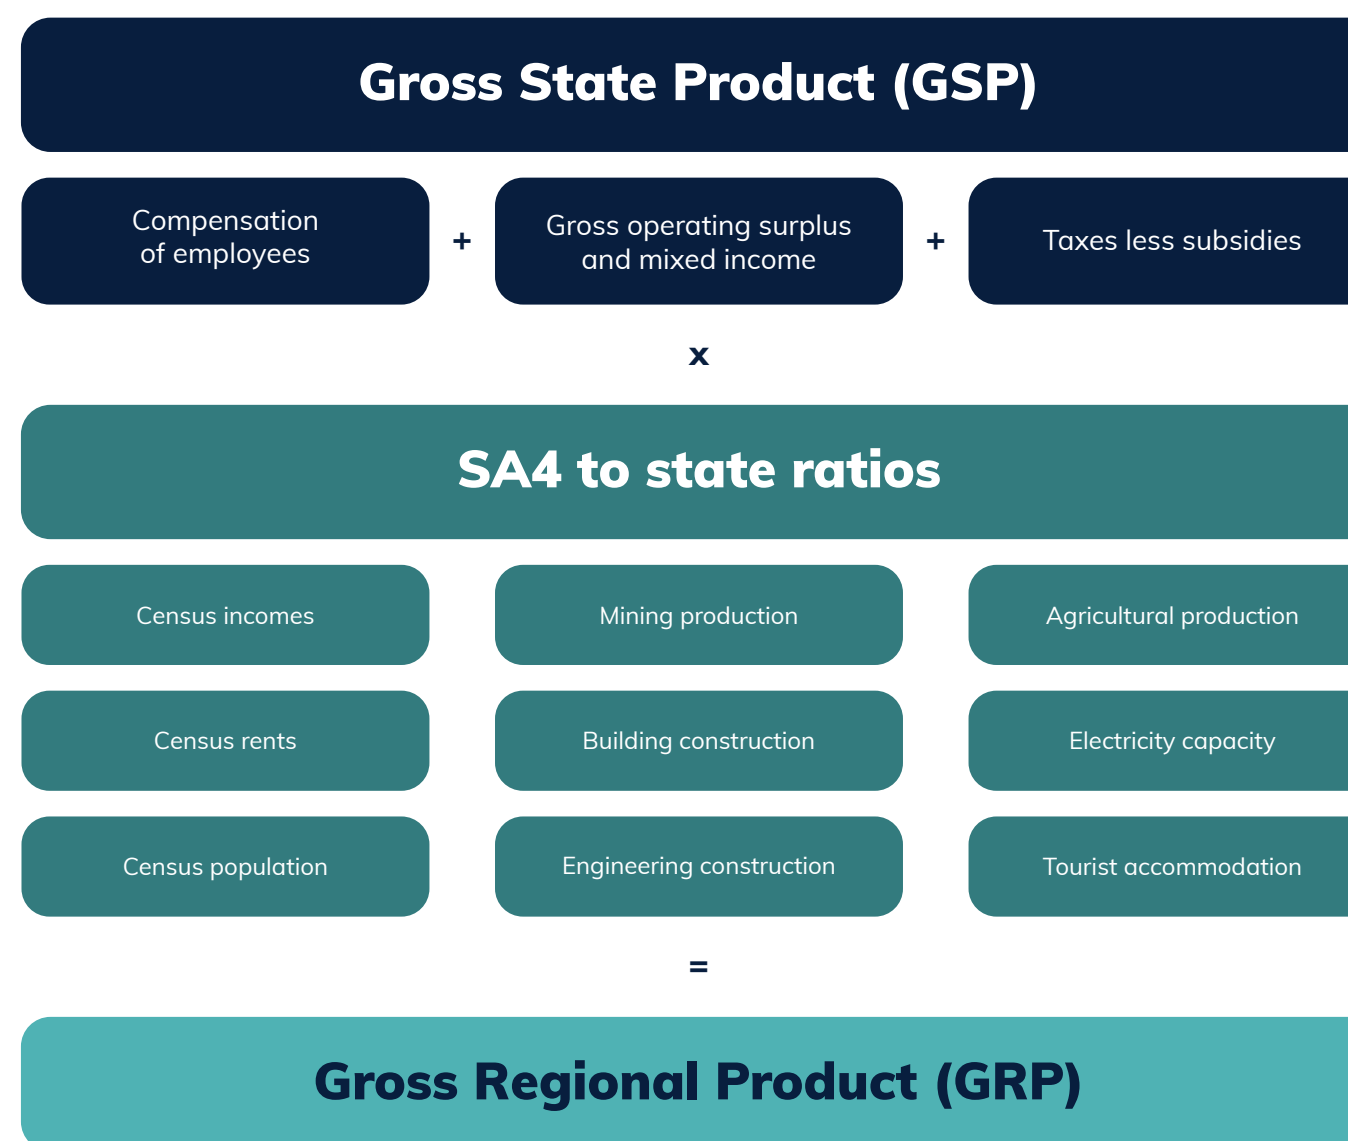 Gross State Product (GSP)
Compensation
of employees
+
Gross operating surplus
and mixed income
+
Taxes less subsidies
x
SA4 to state ratios
Census incomes
Mining production
Agricultural production
Census rents
Building construction
Electricity capacity
Census population
Engineering construction
Tourist accommodation
=
Gross Regional Product (GRP)